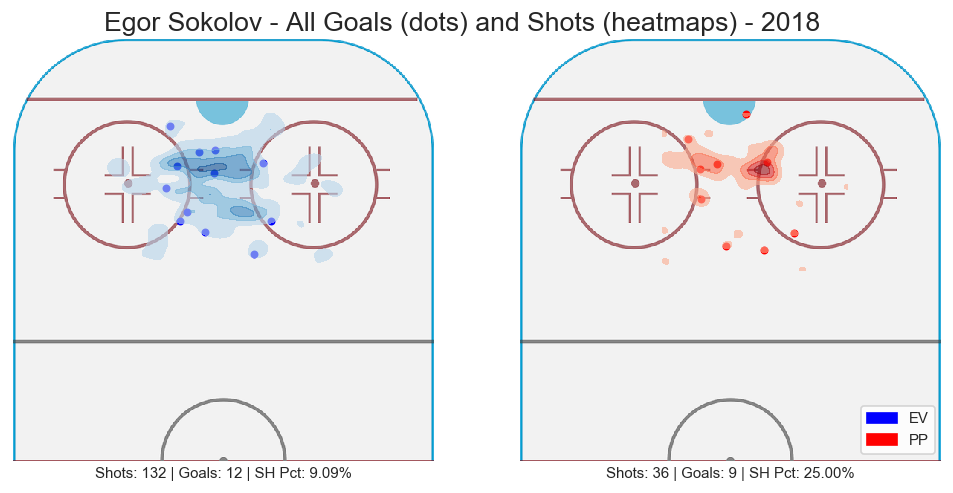 Egor Sokolov - All Goals (dots) and Shots (heatmaps) - 2018
EV
PP
Shots: 132 | Goals: 12 | SH Pct: 9.09%
Shots: 36 | Goals: 9 | SH Pct: 25.00%